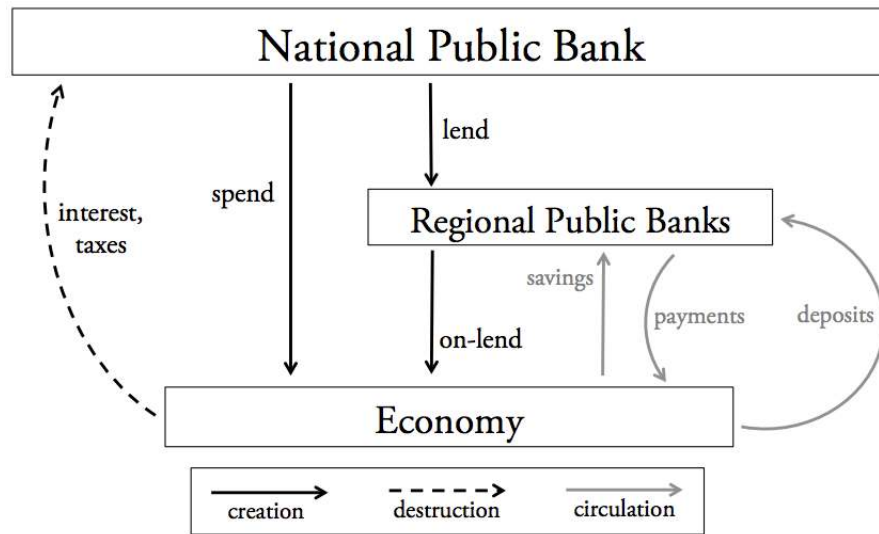 National Public Bank
lend
spend
interest,
taxes
Regional Public Banks
savings
payments
deposits
on-lend
Economy
creation
destruction
circulation